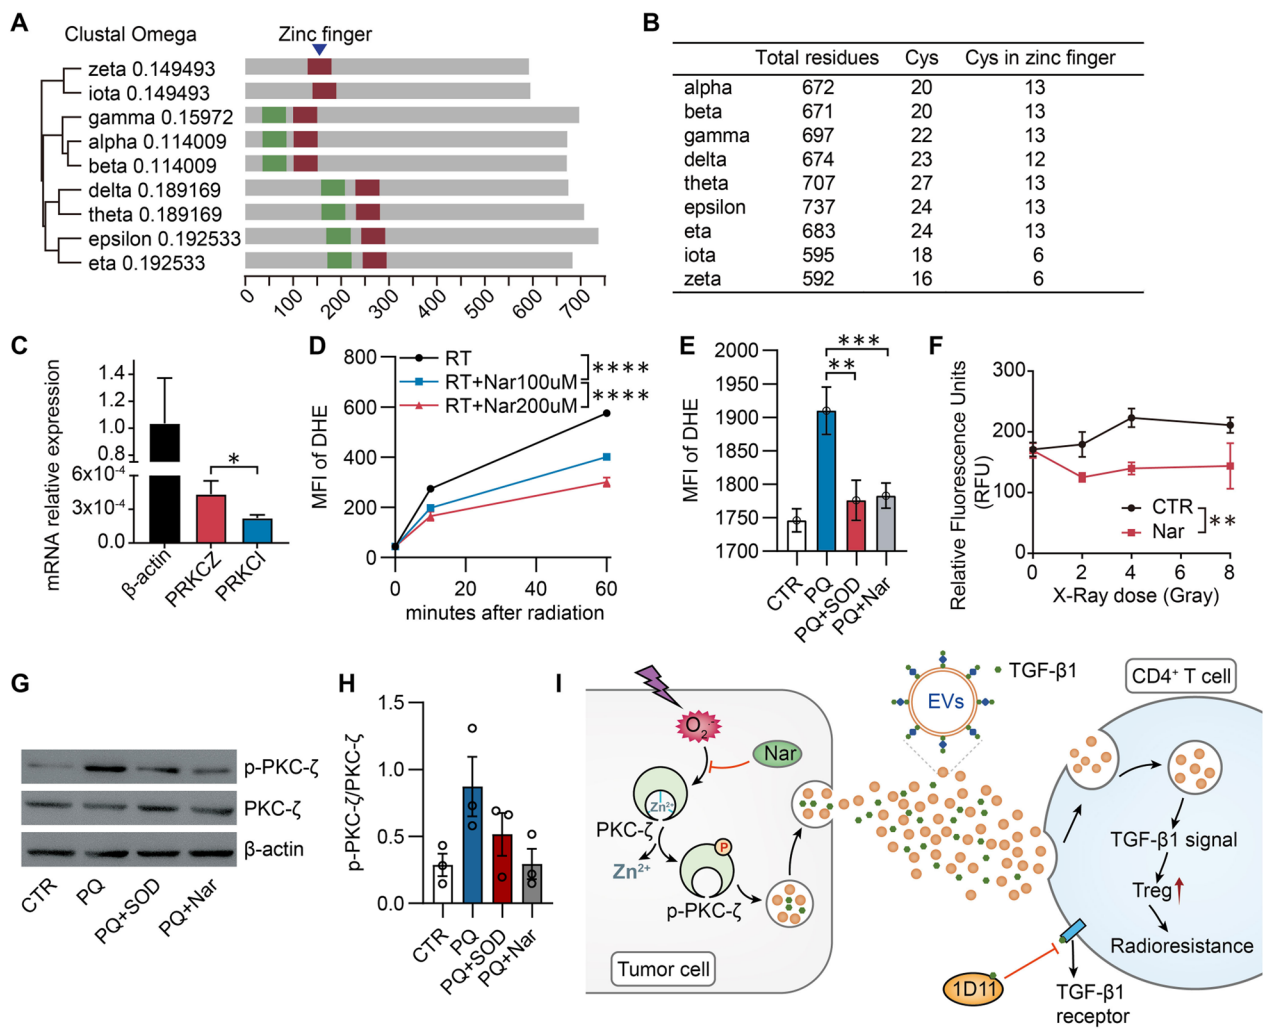 A
Clustal Omega
Zinc finger
zeta 0.149493
iota 0.149493
gamma 0.15972
alpha 0.114009
beta 0.114009
delta 0.189169
theta 0.189169
epsilon 0.192533
eta 0.192533
0 100 200 300 400 500 600 700
B
Total residues Cys Cys in zinc finger
alpha 672 20 13
beta 671 20 13
gamma 697 22 13
delta 674 23 12
theta 707 27 13
epsilon 737 24 13
eta 683 24 13
iota 595 18 6
zeta 592 16 6
C
mRNA relative expression
1.4
1.2
1.0
0.8
6x10⁻⁴
3x10⁻⁴
0.0
*
β-actin PRKCZ PRKCI
D
MFI of DHE
800
600
400
200
0
RT
RT+Nar100uM
RT+Nar200uM
****
****
0 20 40 60
minutes after radiation
E
MFI of DHE
2000
1950
1900
1850
1800
1750
1700
***
**
CTR PQ PQ+SOD PQ+Nar
F
Relative Fluorescence Units
(RFU)
300
200
100
0
CTR
Nar
**
0 2 4 6 8
X-Ray dose (Gray)
G
p-PKC-ζ
PKC-ζ
β-actin
CTR PQ PQ+SOD PQ+Nar
H
p-PKC-ζ/PKC-ζ
1.5
1.0
0.5
0.0
CTR PQ PQ+SOD PQ+Nar
I
O₂·⁻
Nar
Zn²⁺
PKC-ζ
Zn²⁺
P
p-PKC-ζ
Tumor cell
EVs
TGF-β1
CD4⁺ T cell
TGF-β1 signal
Treg
Radioresistance
1D11
TGF-β1
receptor